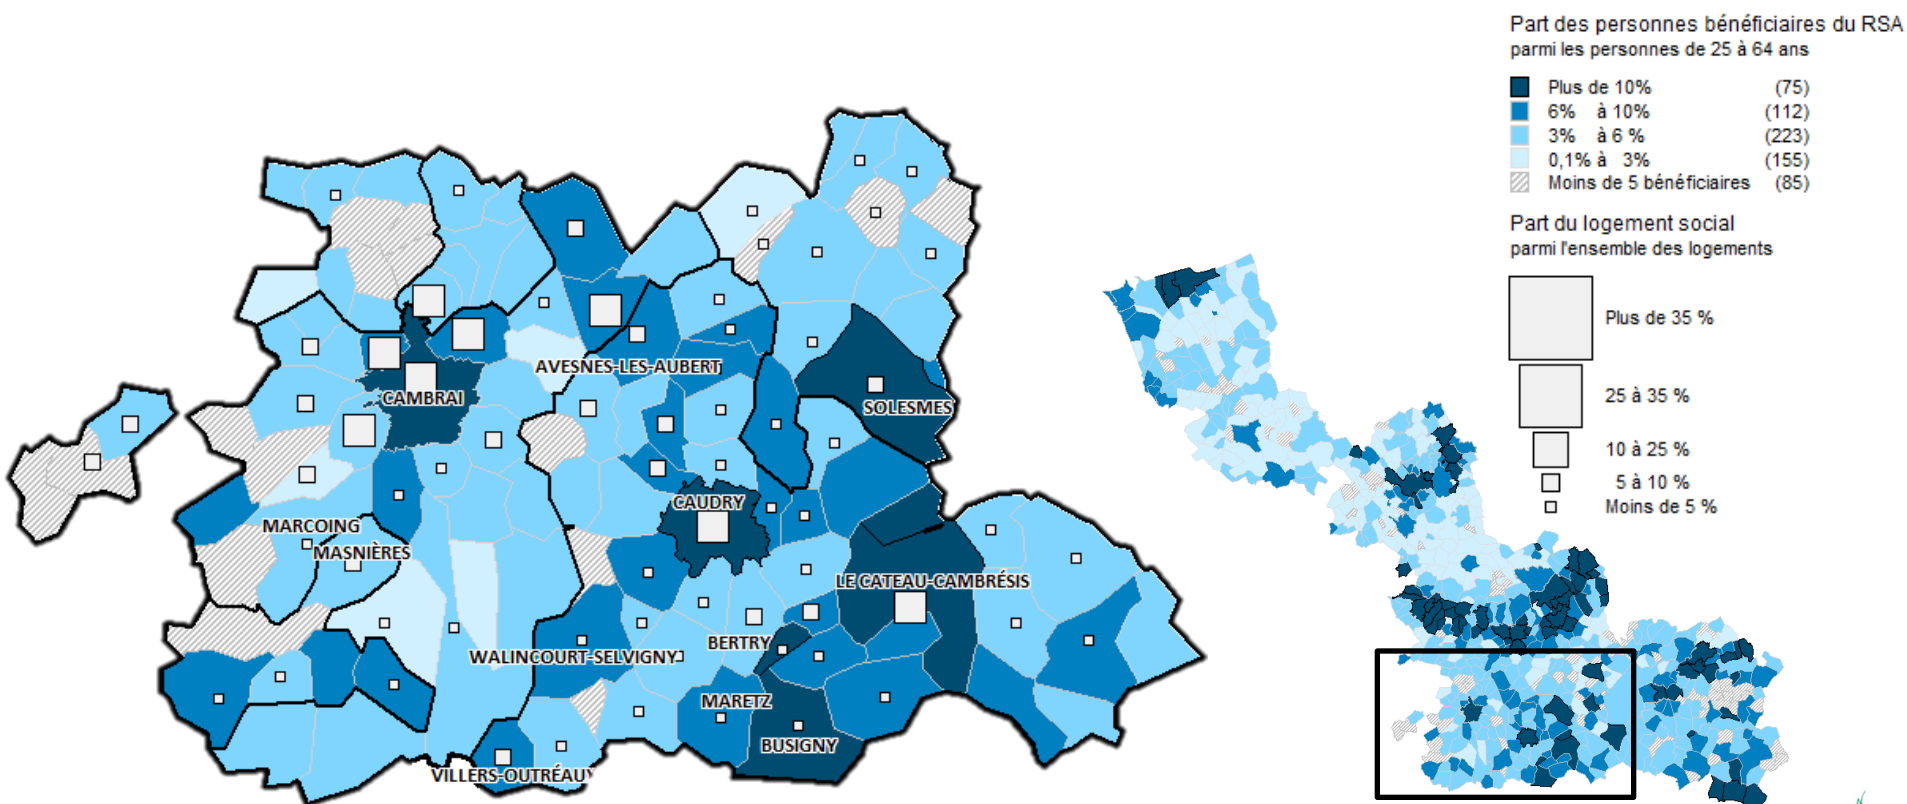 Part des personnes bénéficiaires du RSA
parmi les personnes de 25 à 64 ans
Plus de 10% (75)
6% à 10% (112)
3% à 6 % (223)
0,1% à 3% (155)
Moins de 5 bénéficiaires (85)
Part du logement social
parmi l'ensemble des logements
Plus de 35 %
25 à 35 %
10 à 25 %
5 à 10 %
Moins de 5 %
AVESNES-LES-AUBERT
CAMBRAI
SOLESMES
CAUDRY
MARCOING
MASNIÈRES
LE CATEAU-CAMBRÉSIS
BERTRY
WALINCOURT-SELVIGNY
MARETZ
BUSIGNY
VILLERS-OUTRÉAUX
N